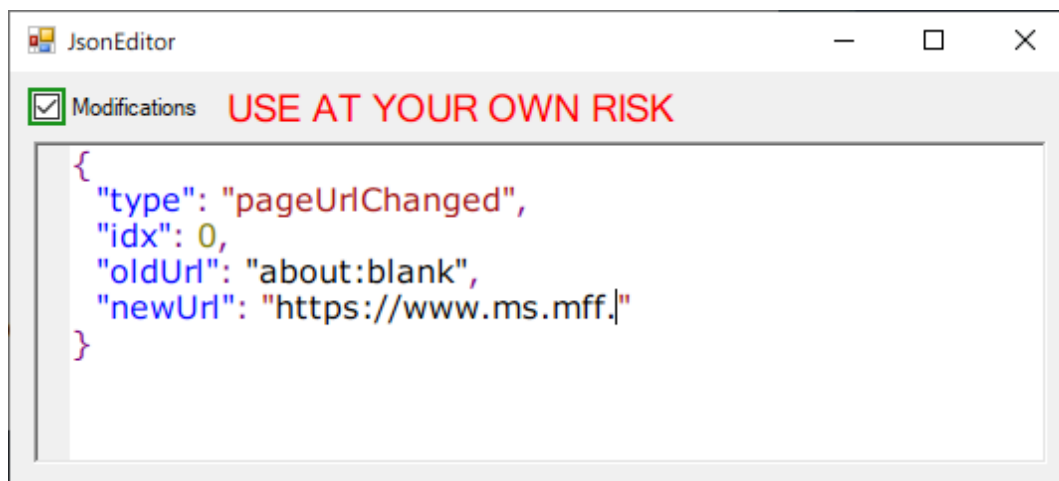 JsonEditor
Modifications USE AT YOUR OWN RISK
{
"type": "pageUrlChanged",
"idx": 0,
"oldUrl": "about:blank",
"newUrl": "https://www.ms.mff."
}